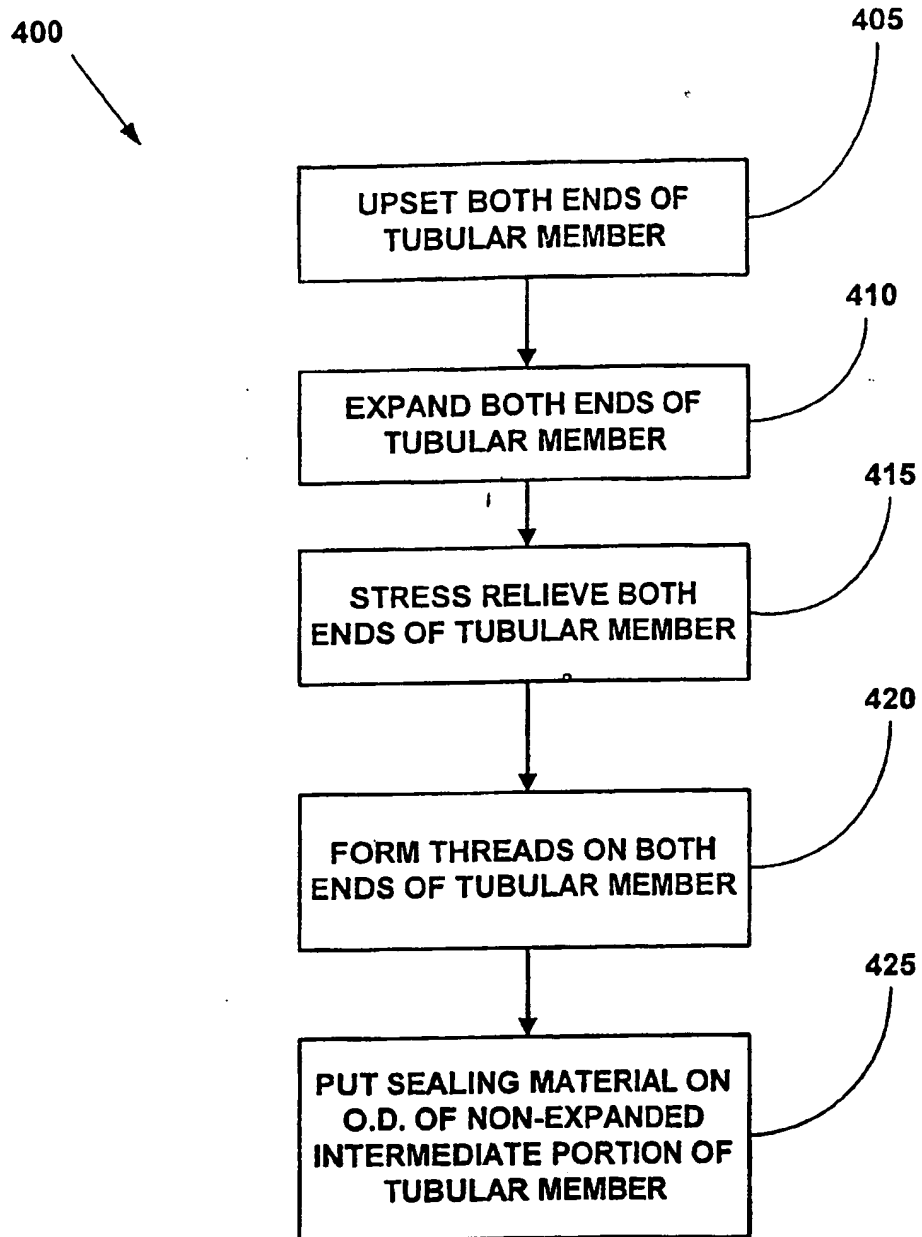 400
405
UPSET BOTH ENDS OF
TUBULAR MEMBER
410
EXPAND BOTH ENDS OF
TUBULAR MEMBER
415
STRESS RELIEVE BOTH
ENDS OF TUBULAR MEMBER
420
FORM THREADS ON BOTH
ENDS OF TUBULAR MEMBER
425
PUT SEALING MATERIAL ON
O.D. OF NON-EXPANDED
INTERMEDIATE PORTION OF
TUBULAR MEMBER